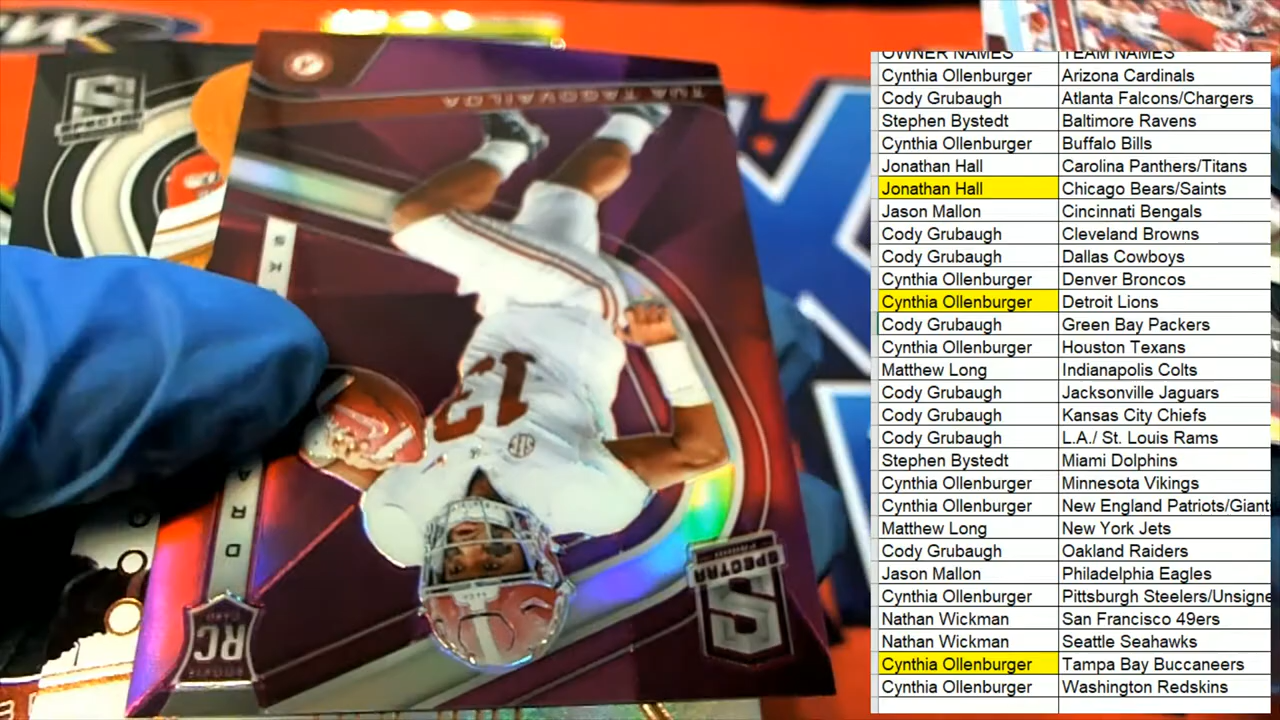 OWNER NAMES TEAM NAMES
Cynthia Ollenburger Arizona Cardinals
Cody Grubaugh Atlanta Falcons/Chargers
Stephen Bystedt Baltimore Ravens
Cynthia Ollenburger Buffalo Bills
Jonathan Hall Carolina Panthers/Titans
Jonathan Hall Chicago Bears/Saints
Jason Mallon Cincinnati Bengals
Cody Grubaugh Cleveland Browns
Cody Grubaugh Dallas Cowboys
Cynthia Ollenburger Denver Broncos
Cynthia Ollenburger Detroit Lions
Cody Grubaugh Green Bay Packers
Cynthia Ollenburger Houston Texans
Matthew Long Indianapolis Colts
Cody Grubaugh Jacksonville Jaguars
Cody Grubaugh Kansas City Chiefs
Cody Grubaugh L.A./ St. Louis Rams
Stephen Bystedt Miami Dolphins
Cynthia Ollenburger Minnesota Vikings
Cynthia Ollenburger New England Patriots/Giant
Matthew Long New York Jets
Cody Grubaugh Oakland Raiders
Jason Mallon Philadelphia Eagles
Cynthia Ollenburger Pittsburgh Steelers/Unsigne
Nathan Wickman San Francisco 49ers
Nathan Wickman Seattle Seahawks
Cynthia Ollenburger Tampa Bay Buccaneers
Cynthia Ollenburger Washington Redskins
TUA TAGOVAILOA
13
SEC
S
PANINI
SPECTRA
RC
ROOKIE
CARD
S
SPECTRA